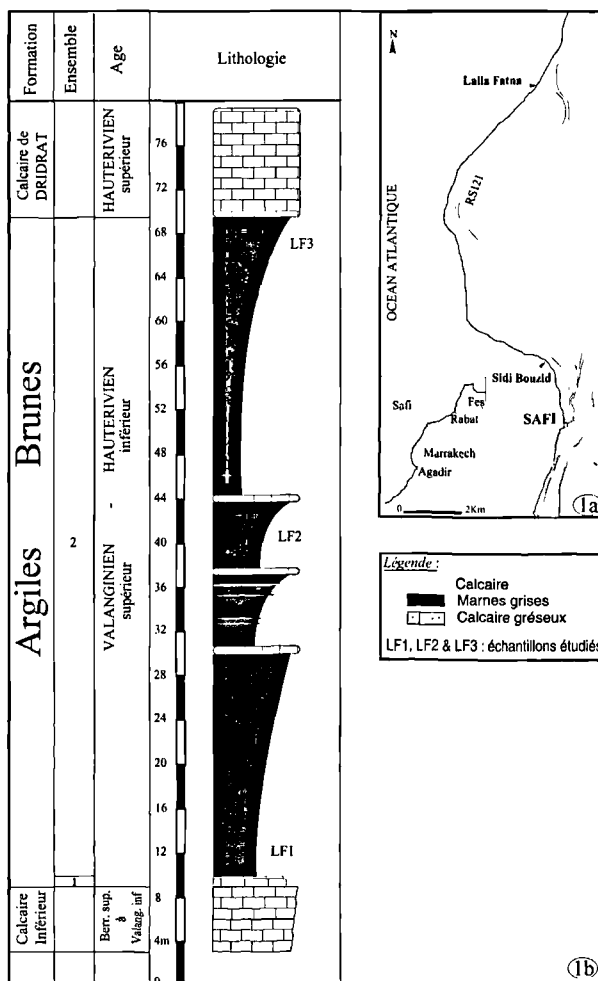 Formation
Ensemble
Age
Lithologie
Calcaire de
DRIDRAT
HAUTERIVIEN
supérieur
Argiles Brunes
2
VALANGINIEN
supérieur
-
HAUTERIVIEN
inférieur
1
Calcaire
Inférieur
Berr. sup.
à
Valang. inf
76
72
68
64
60
56
52
48
44
40
36
32
28
24
20
16
12
8
4m
0
LF3
LF2
LF1
1b
N
Lalla Fatna
RS121
OCEAN ATLANTIQUE
Sidi Bouzid
SAFI
Fes
Safi
Rabat
Marrakech
Agadir
0 2Km
1a
Légende :
Calcaire
Marnes grises
Calcaire gréseux
LF1, LF2 & LF3 : échantillons étudiés